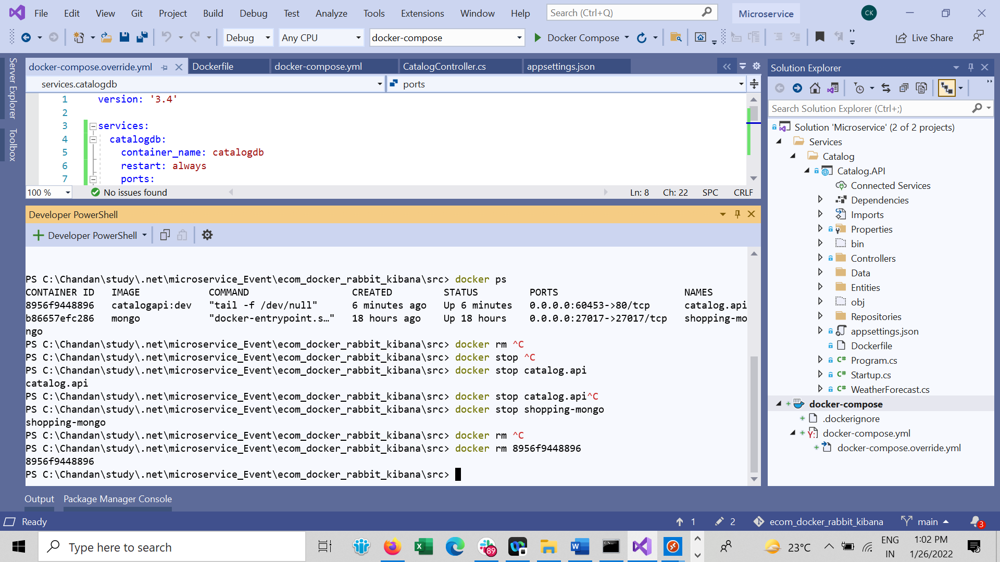 File Edit View Git Project Build Debug Test Analyze Tools Extensions Window Help Search (Ctrl+Q) Microservice CK
Debug Any CPU docker-compose Docker Compose Live Share
Server Explorer
Toolbox
docker-compose.override.yml Dockerfile docker-compose.yml CatalogController.cs appsettings.json
services.catalogdb ports
1 version: '3.4'
2
3 services:
4 catalogdb:
5 container_name: catalogdb
6 restart: always
7 ports:
100 % No issues found Ln: 8 Ch: 22 SPC CRLF
Developer PowerShell
Developer PowerShell
PS C:\Chandan\study\.net\microservice_Event\ecom_docker_rabbit_kibana\src> docker ps
CONTAINER ID IMAGE COMMAND CREATED STATUS PORTS NAMES
8956f9448896 catalogapi:dev "tail -f /dev/null" 6 minutes ago Up 6 minutes 0.0.0.0:60453->80/tcp catalog.api
b86657efc286 mongo "docker-entrypoint.s…" 18 hours ago Up 18 hours 0.0.0.0:27017->27017/tcp shopping-mo
ngo
PS C:\Chandan\study\.net\microservice_Event\ecom_docker_rabbit_kibana\src> docker rm ^C
PS C:\Chandan\study\.net\microservice_Event\ecom_docker_rabbit_kibana\src> docker stop ^C
PS C:\Chandan\study\.net\microservice_Event\ecom_docker_rabbit_kibana\src> docker stop catalog.api
catalog.api
PS C:\Chandan\study\.net\microservice_Event\ecom_docker_rabbit_kibana\src> docker stop catalog.api^C
PS C:\Chandan\study\.net\microservice_Event\ecom_docker_rabbit_kibana\src> docker stop shopping-mongo
shopping-mongo
PS C:\Chandan\study\.net\microservice_Event\ecom_docker_rabbit_kibana\src> docker rm ^C
PS C:\Chandan\study\.net\microservice_Event\ecom_docker_rabbit_kibana\src> docker rm 8956f9448896
8956f9448896
PS C:\Chandan\study\.net\microservice_Event\ecom_docker_rabbit_kibana\src>
Output Package Manager Console
Solution Explorer
Search Solution Explorer (Ctrl+;)
Solution 'Microservice' (2 of 2 projects)
Services
Catalog
Catalog.API
Connected Services
Dependencies
Imports
Properties
bin
Controllers
Data
Entities
obj
Repositories
appsettings.json
Dockerfile
C# Program.cs
C# Startup.cs
C# WeatherForecast.cs
docker-compose
.dockerignore
Y: docker-compose.yml
docker-compose.override.yml
Ready 1 2 ecom_docker_rabbit_kibana main 3
Type here to search 89 23°C ENG 1:02 PM
IN 1/26/2022